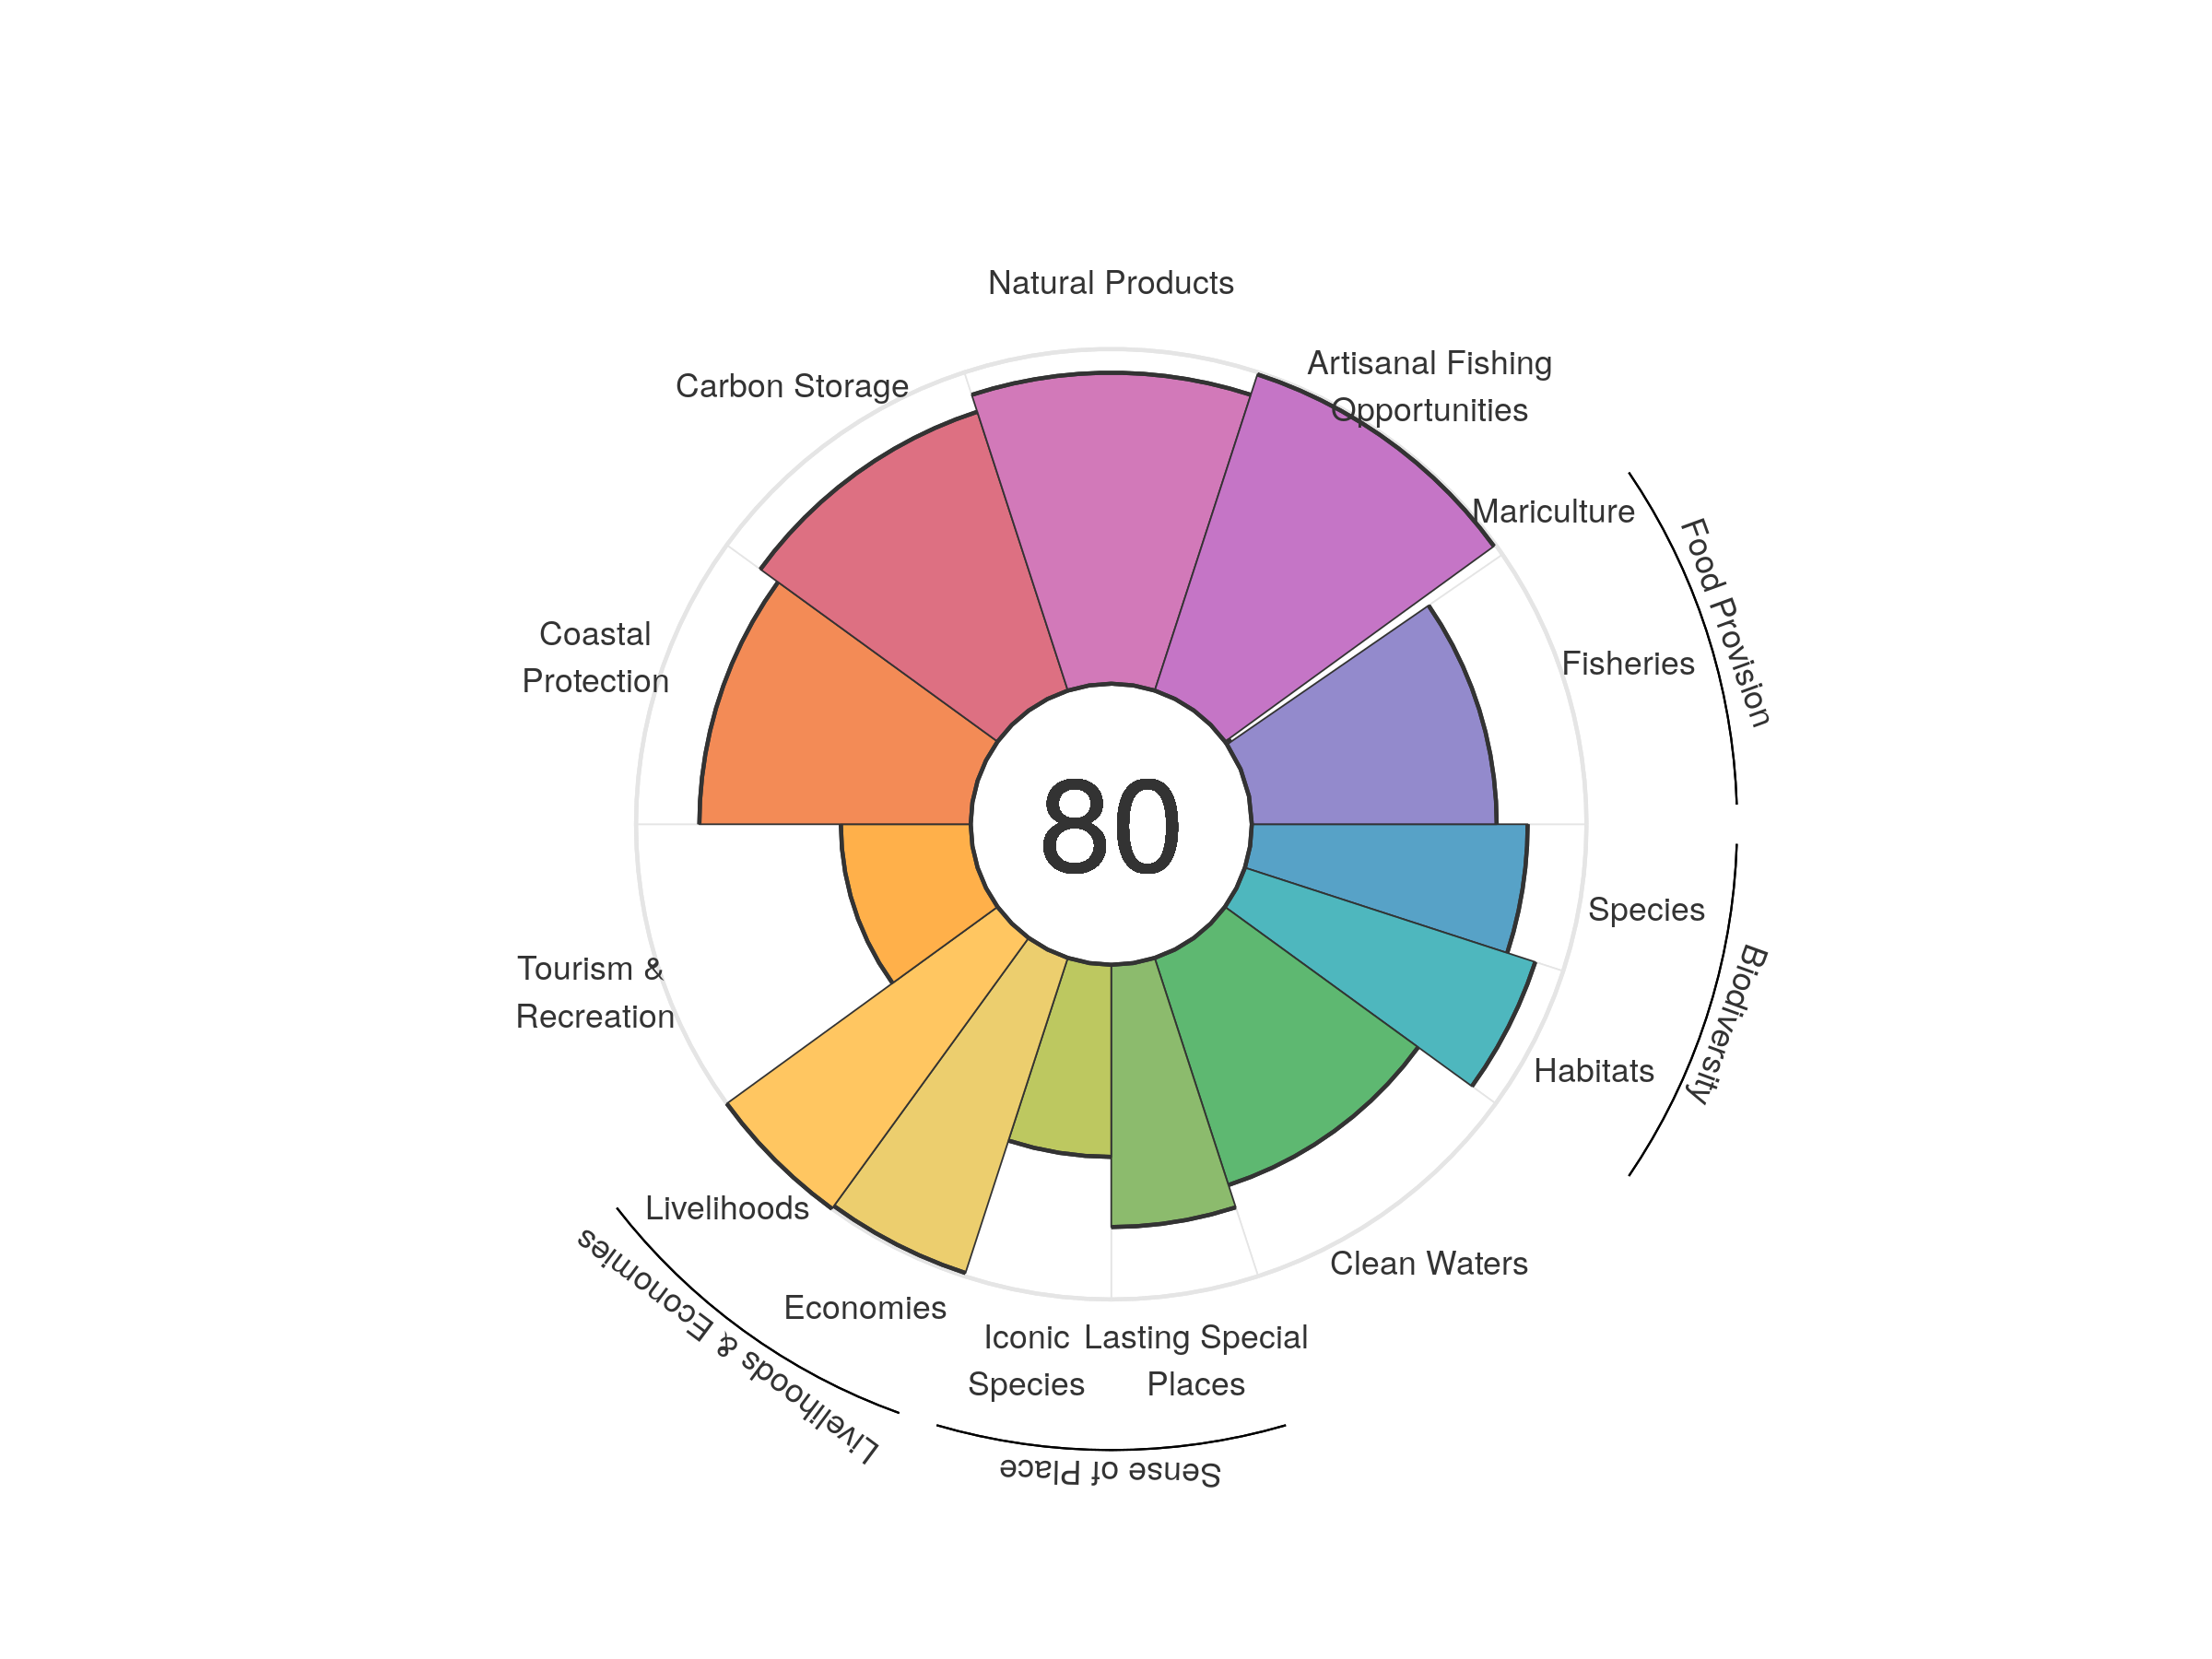 Natural Products
Artisanal Fishing
Opportunities
Carbon Storage
Mariculture
Food Provision
Fisheries
Coastal
Protection
80
Species
Biodiversity
Tourism &
Recreation
Habitats
Livelihoods
Clean Waters
Economies
Livelihoods & Economies
Iconic
Species
Lasting Special
Places
Sense of Place